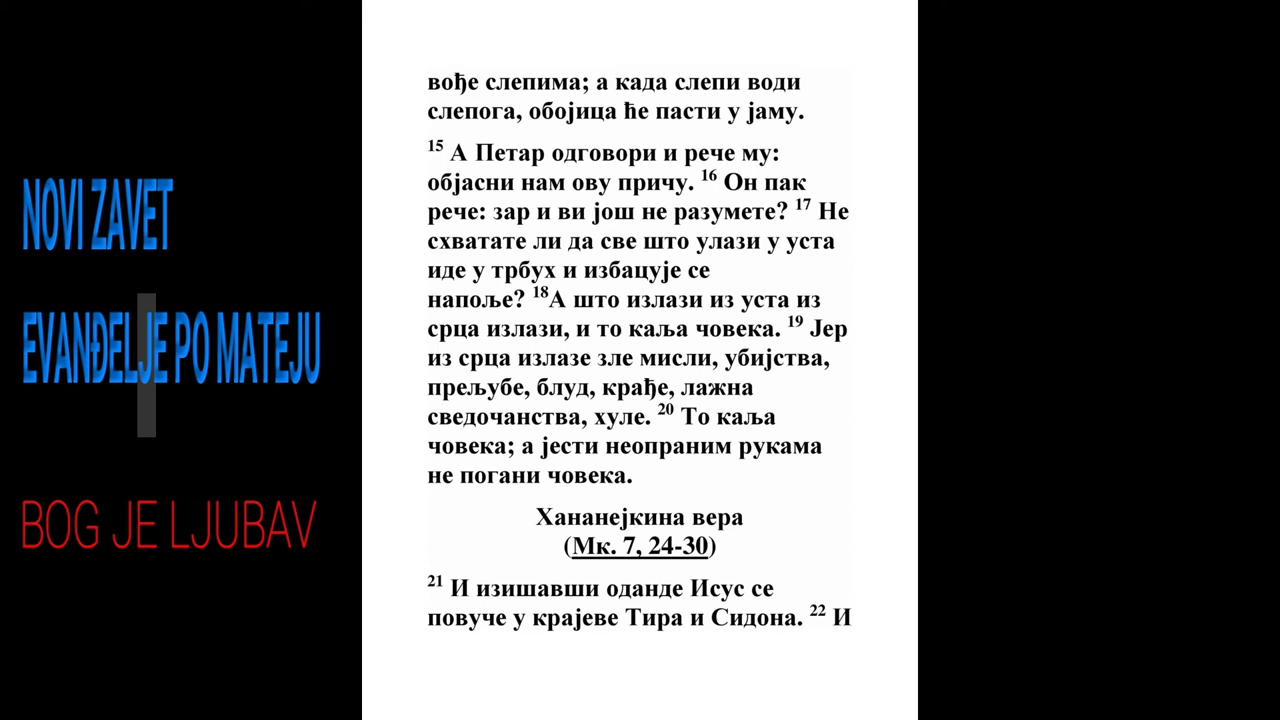 NOVI ZAVET
EVANĐELJE PO MATEJU
BOG JE LJUBAV
вође слепима; а када слепи води
слепога, обојица ће пасти у јаму.
15 А Петар одговори и рече му:
објасни нам ову причу. 16 Он пак
рече: зар и ви још не разумете? 17 Не
схватате ли да све што улази у уста
иде у трбух и избацује се
напоље? 18А што излази из уста из
срца излази, и то каља човека. 19 Јер
из срца излазе зле мисли, убијства,
прељубе, блуд, крађе, лажна
сведочанства, хуле. 20 То каља
човека; а јести неопраним рукама
не погани човека.
Хананејкина вера
(Мк. 7, 24-30)
21 И изишавши оданде Исус се
повуче у крајеве Тира и Сидона. 22 И